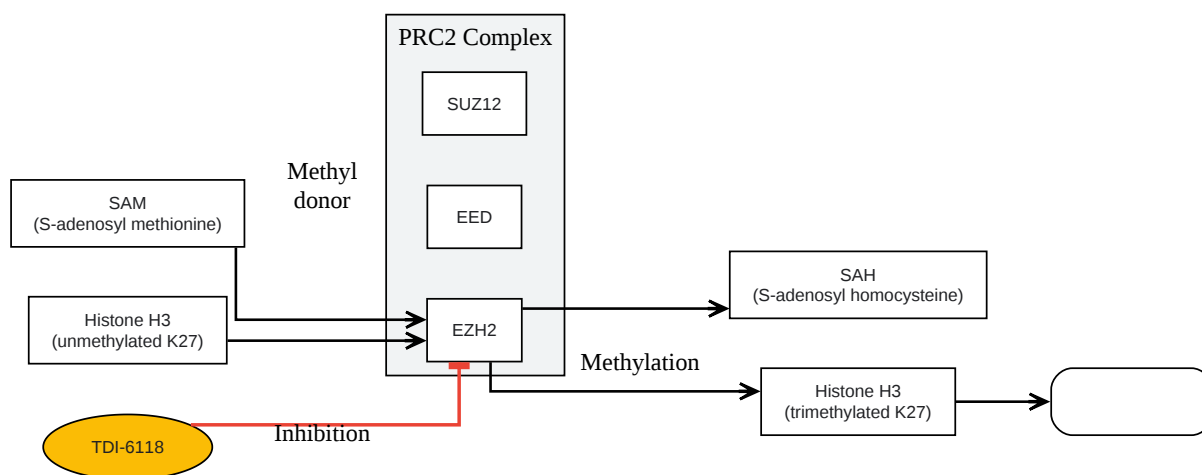 PRC2 Complex
SUZ12
Methyl
donor
SAM
(S-adenosyl methionine)
EED
SAH
(S-adenosyl homocysteine)
Histone H3
(unmethylated K27)
EZH2
Methylation
Histone H3
(trimethylated K27)
Inhibition
TDI-6118